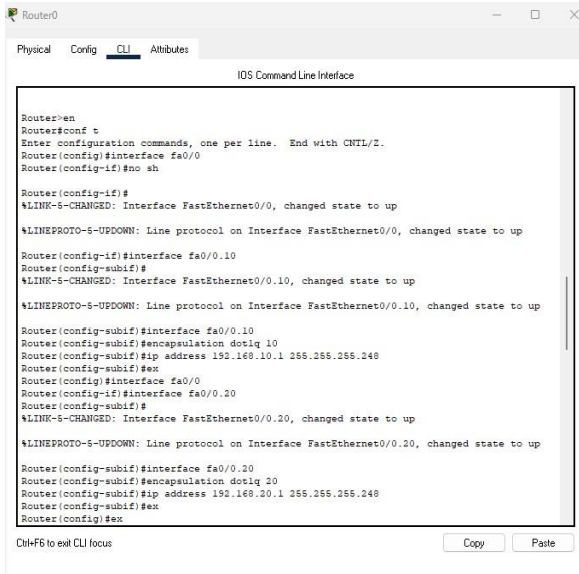 Router0
Physical Config CLI Attributes
IOS Command Line Interface
Router>en
Router#conf t
Enter configuration commands, one per line. End with CNTL/Z.
Router(config)#interface fa0/0
Router(config-if)#no sh
Router(config-if)#
%LINK-5-CHANGED: Interface FastEthernet0/0, changed state to up
%LINEPROTO-5-UPDOWN: Line protocol on Interface FastEthernet0/0, changed state to up
Router(config-if)#interface fa0/0.10
Router(config-subif)#
%LINK-5-CHANGED: Interface FastEthernet0/0.10, changed state to up
%LINEPROTO-5-UPDOWN: Line protocol on Interface FastEthernet0/0.10, changed state to up
Router(config-subif)#interface fa0/0.10
Router(config-subif)#encapsulation dot1q 10
Router(config-subif)#ip address 192.168.10.1 255.255.255.248
Router(config-subif)#ex
Router(config)#interface fa0/0
Router(config-if)#interface fa0/0.20
Router(config-subif)#
%LINK-5-CHANGED: Interface FastEthernet0/0.20, changed state to up
%LINEPROTO-5-UPDOWN: Line protocol on Interface FastEthernet0/0.20, changed state to up
Router(config-subif)#interface fa0/0.20
Router(config-subif)#encapsulation dot1q 20
Router(config-subif)#ip address 192.168.20.1 255.255.255.248
Router(config-subif)#ex
Router(config)#ex
Ctrl+F6 to exit CLI focus
Copy Paste